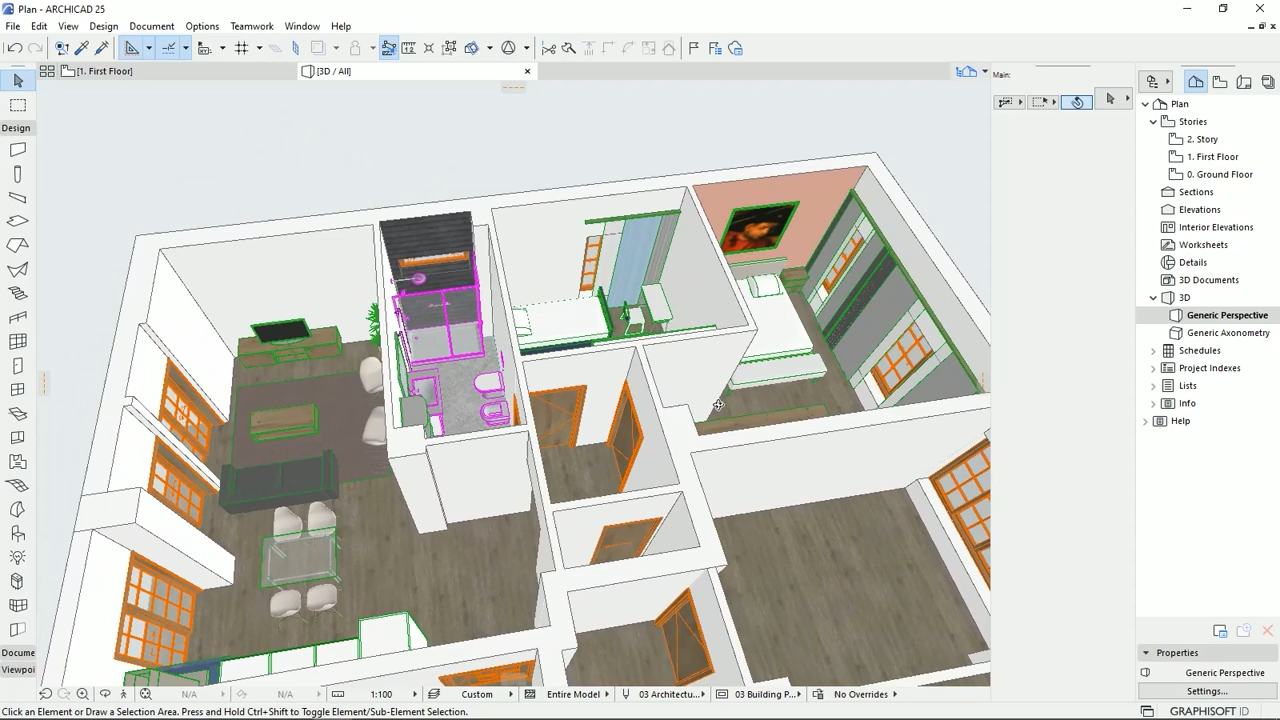 Plan - ARCHICAD 25
File Edit View Design Document Options Teamwork Window Help
[1. First Floor]
[3D / All]
Main:
Design
Docume
Viewpoi
Plan
Stories
2. Story
1. First Floor
0. Ground Floor
Sections
Elevations
Interior Elevations
Worksheets
Details
3D Documents
3D
Generic Perspective
Generic Axonometry
Schedules
Project Indexes
Lists
Info
Help
Properties
Generic Perspective
Settings...
N/A
N/A
1:100
Custom
Entire Model
03 Architectu...
03 Building P...
No Overrides
Click an Element or Draw a Selection Area. Press and Hold Ctrl+Shift to Toggle Element/Sub-Element Selection.
GRAPHISOFT ID